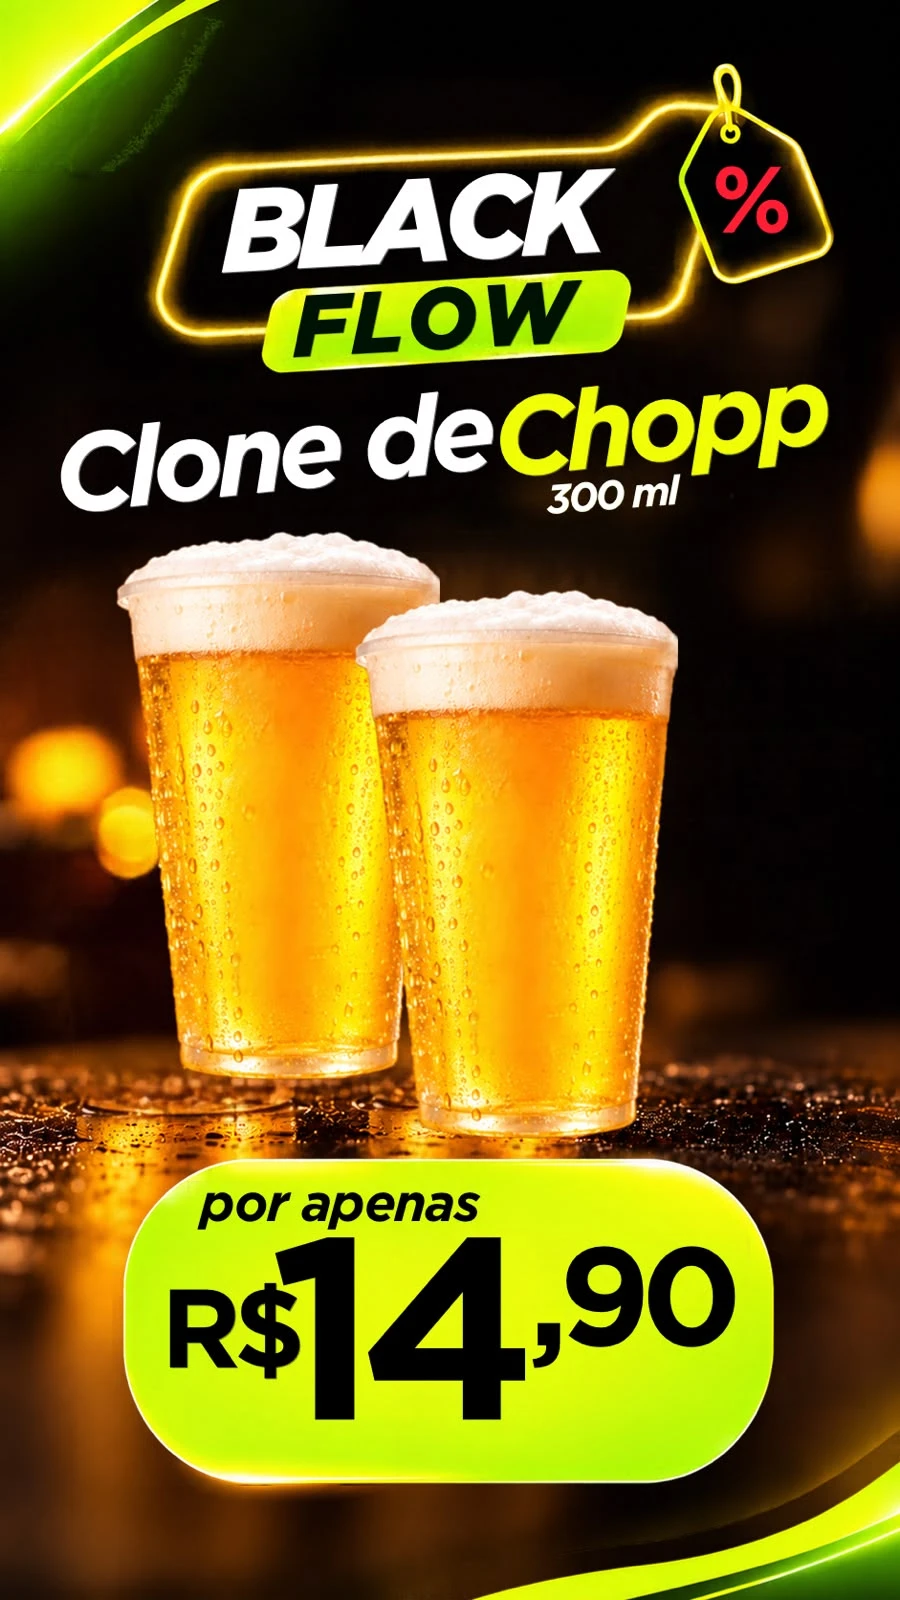 BLACK
%
FLOW
Clone de Chopp
300 ml
por apenas
R$14,90